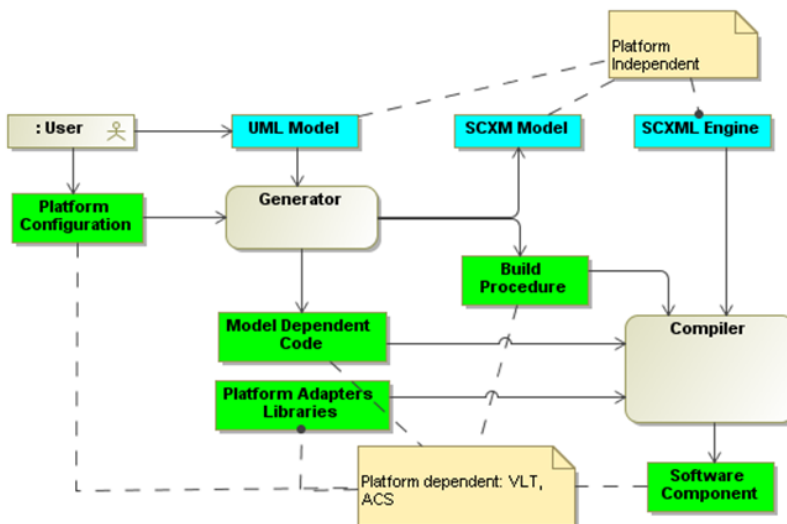 Platform
Independent
: User
UML Model
SCXM Model
SCXML Engine
Platform
Configuration
Generator
Build
Procedure
Model Dependent
Code
Compiler
Platform Adapters
Libraries
Platform dependent: VLT,
ACS
Software
Component